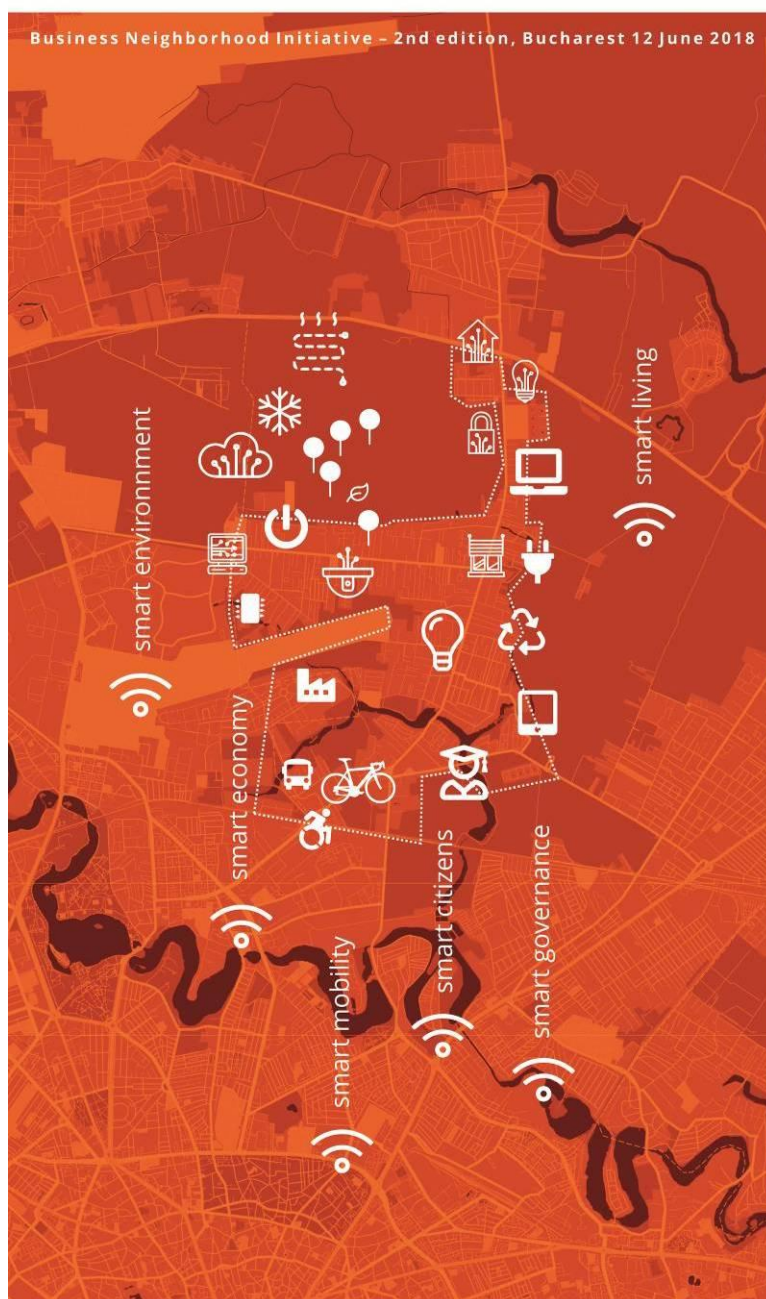 Business Neighborhood Initiative – 2nd edition, Bucharest 12 June 2018
smart environnment
smart economy
smart mobility
smart citizens
smart governance
smart living